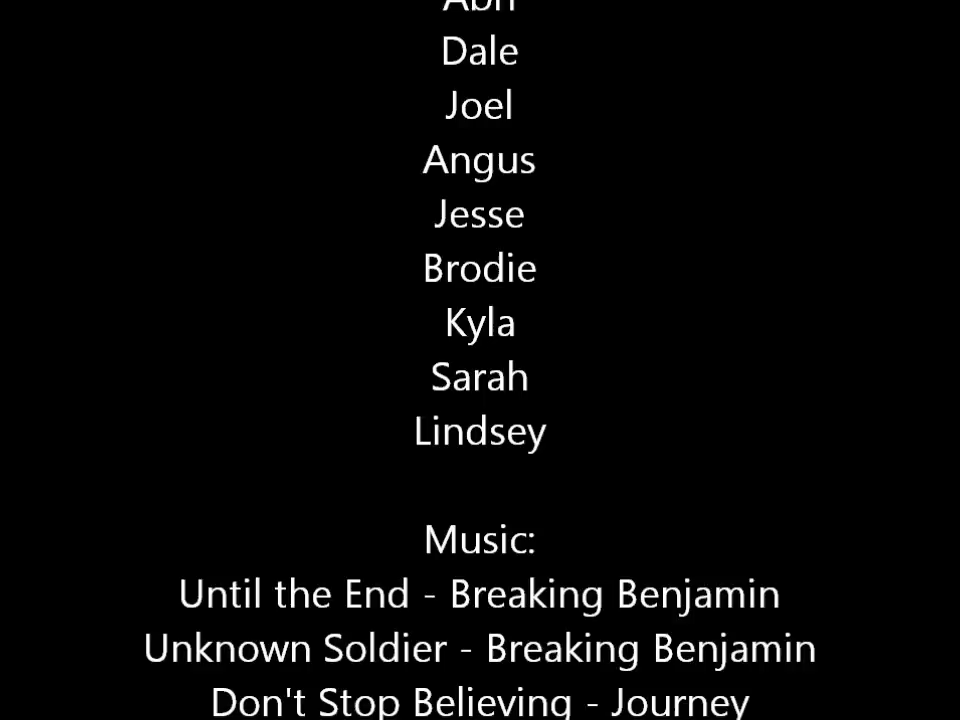 Dale
Joel
Angus
Jesse
Brodie
Kyla
Sarah
Lindsey
Music:
Until the End - Breaking Benjamin
Unknown Soldier - Breaking Benjamin
Don't Stop Believing - Journey